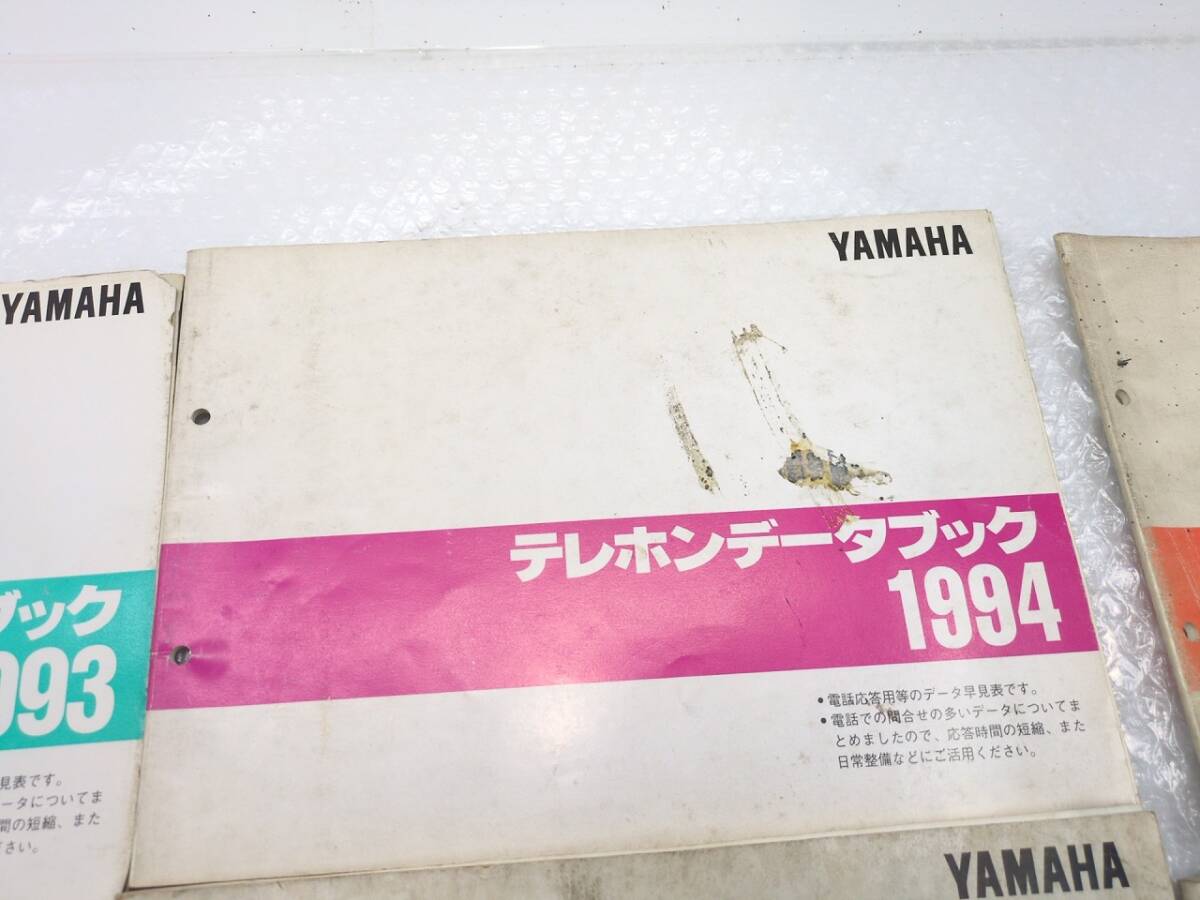 YAMAHA
ブック
993
見表です。
ータについてま
間の短縮、また
ださい。
YAMAHA
テレホンデータブック
1994
•電話応答用等のデータ早見表です。
•電話での問合せの多いデータについてま
とめましたので、応答時間の短縮、また
日常整備などにご活用ください。
YAMAHA